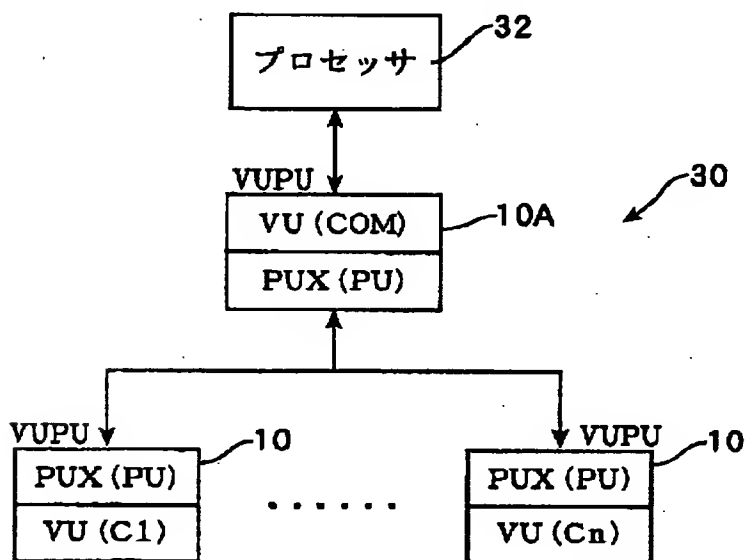 32
プロセッサ
30
VUPU
VU(COM)
10A
PUX(PU)
VUPU
10
VUPU
10
PUX(PU)
PUX(PU)
VU(C1)
......
VU(Cn)